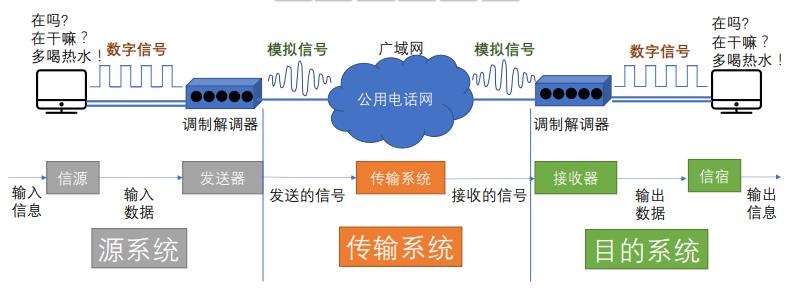 在吗?
在干嘛?
多喝热水!
数字信号
模拟信号
广域网
公用电话网
模拟信号
数字信号
在吗?
在干嘛?
多喝热水!
调制解调器
调制解调器
输入
信息
信源
输入
数据
发送器
发送的信号
传输系统
接收的信号
接收器
输出
数据
信宿
输出
信息
源系统
传输系统
目的系统